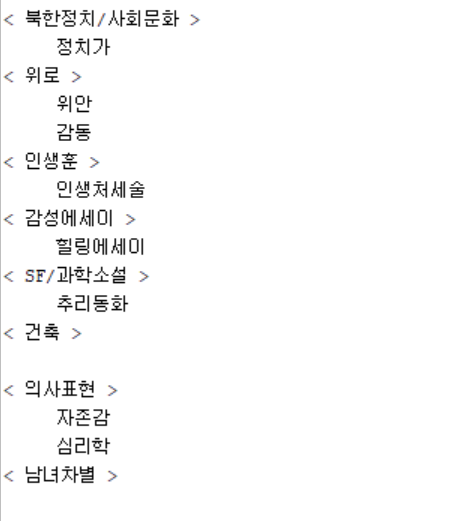 < 북한정치/사회문화 >
정치가
< 위로 >
위안
감동
< 인생훈 >
인생처세술
< 감성에세이 >
힐링에세이
< SF/과학소설 >
추리동화
< 건축 >
< 의사표현 >
자존감
심리학
< 남녀차별 >